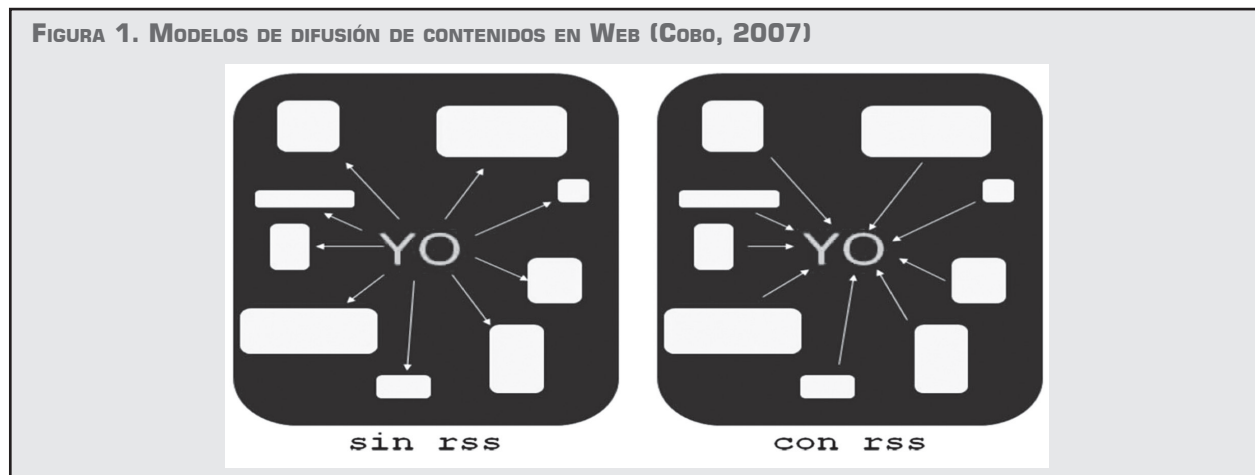 FIGURA 1. MODELOS DE DIFUSIÓN DE CONTENIDOS EN WEB (COBO, 2007)
YO
YO
sin rss
con rss